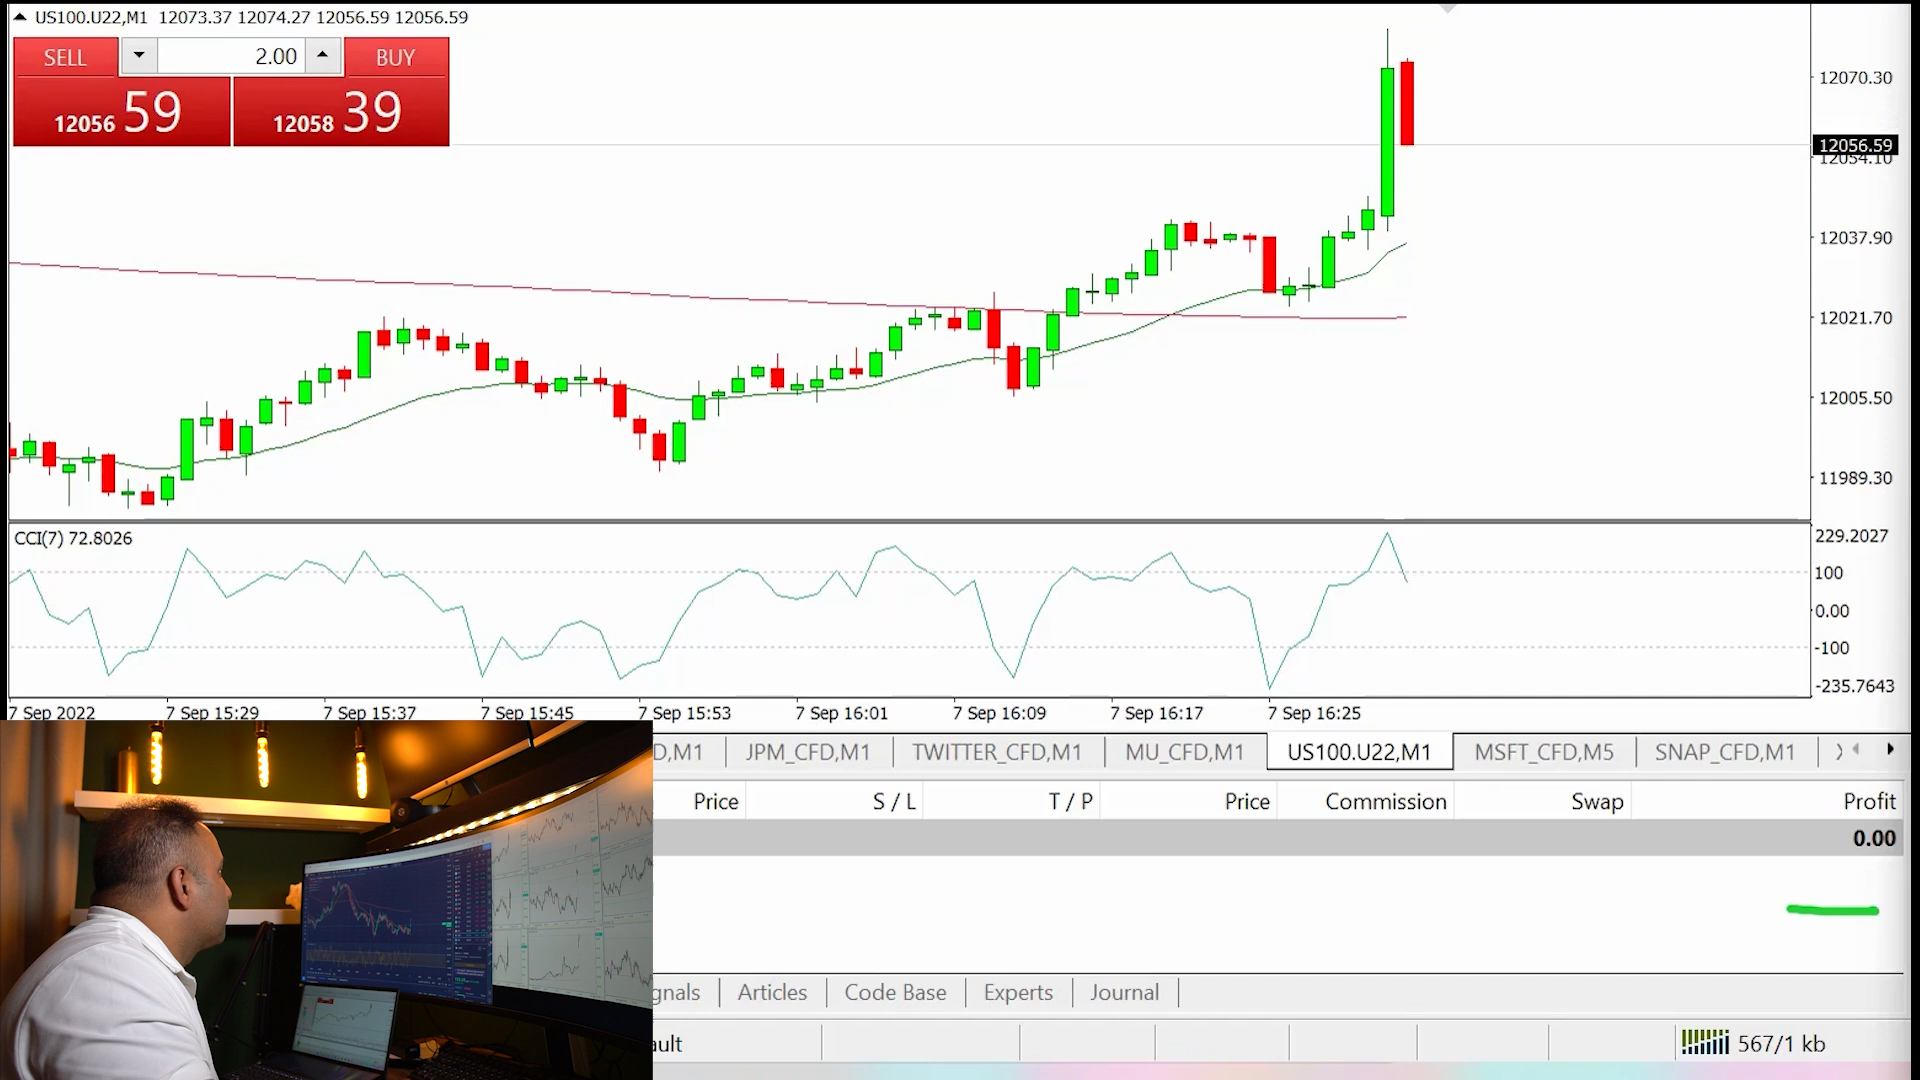 US100.U22,M1 12073.37 12074.27 12056.59 12056.59
SELL 2.00 BUY
12056 59 12058 39
12070.30
12056.59
12054.10
12037.90
12021.70
12005.50
11989.30
CCI(7) 72.8026
229.2027
100
0.00
-100
-235.7643
7 Sep 2022 7 Sep 15:29 7 Sep 15:37 7 Sep 15:45 7 Sep 15:53 7 Sep 16:01 7 Sep 16:09 7 Sep 16:17 7 Sep 16:25
D,M1 JPM_CFD,M1 TWITTER_CFD,M1 MU_CFD,M1 US100.U22,M1 MSFT_CFD,M5 SNAP_CFD,M1
Price S / L T / P Price Commission Swap Profit
0.00
gnals Articles Code Base Experts Journal
ault 567/1 kb